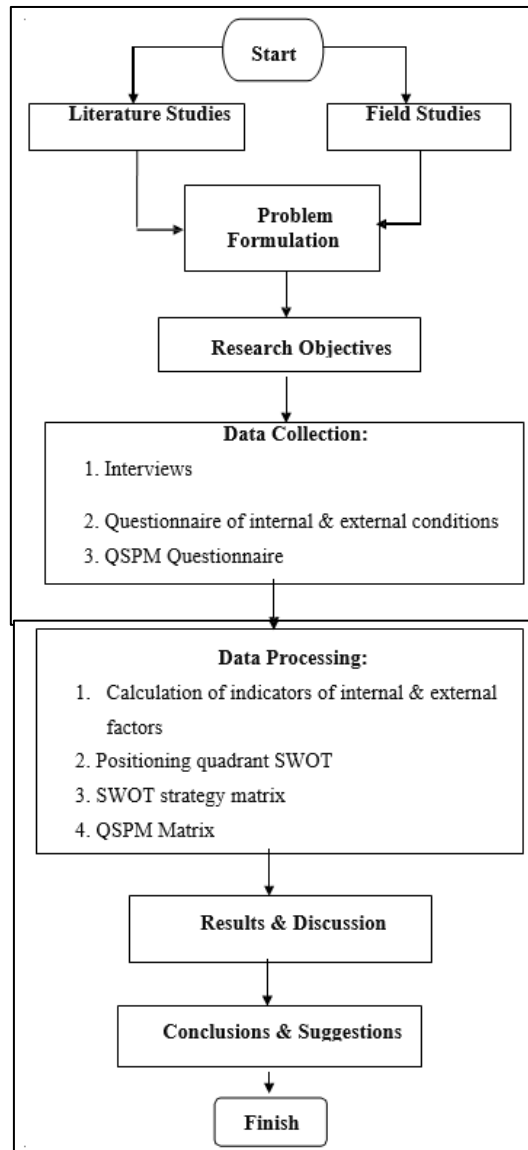 Start
Literature Studies
Field Studies
Problem
Formulation
Research Objectives
Data Collection:
1. Interviews
2. Questionnaire of internal & external conditions
3. QSPM Questionnaire
Data Processing:
1. Calculation of indicators of internal & external
factors
2. Positioning quadrant SWOT
3. SWOT strategy matrix
4. QSPM Matrix
Results & Discussion
Conclusions & Suggestions
Finish